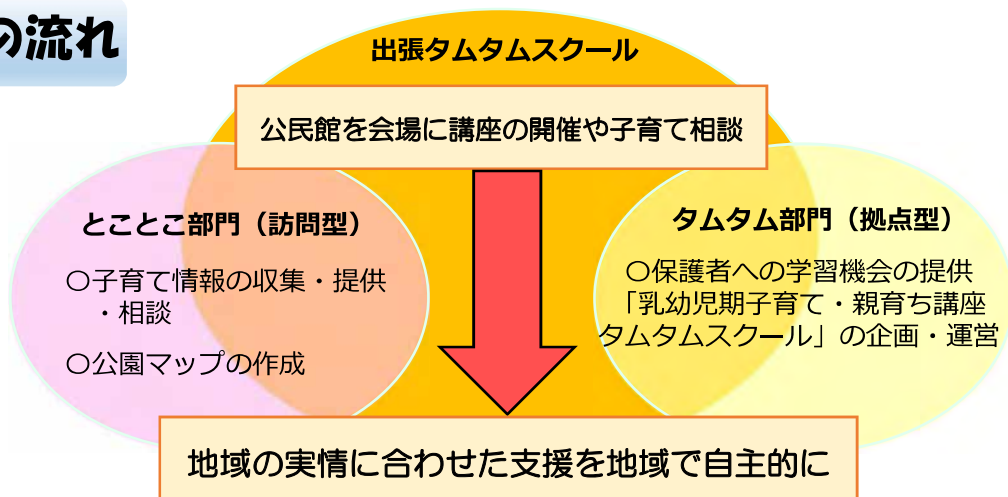 の流れ
出張タムタムスクール
公民館を会場に講座の開催や子育て相談
とことこ部門（訪問型）
〇子育て情報の収集・提供
・相談
〇公園マップの作成
タムタム部門（拠点型）
〇保護者への学習機会の提供
「乳幼児期子育て・親育ち講座
タムタムスクール」の企画・運営
地域の実情に合わせた支援を地域で自主的に